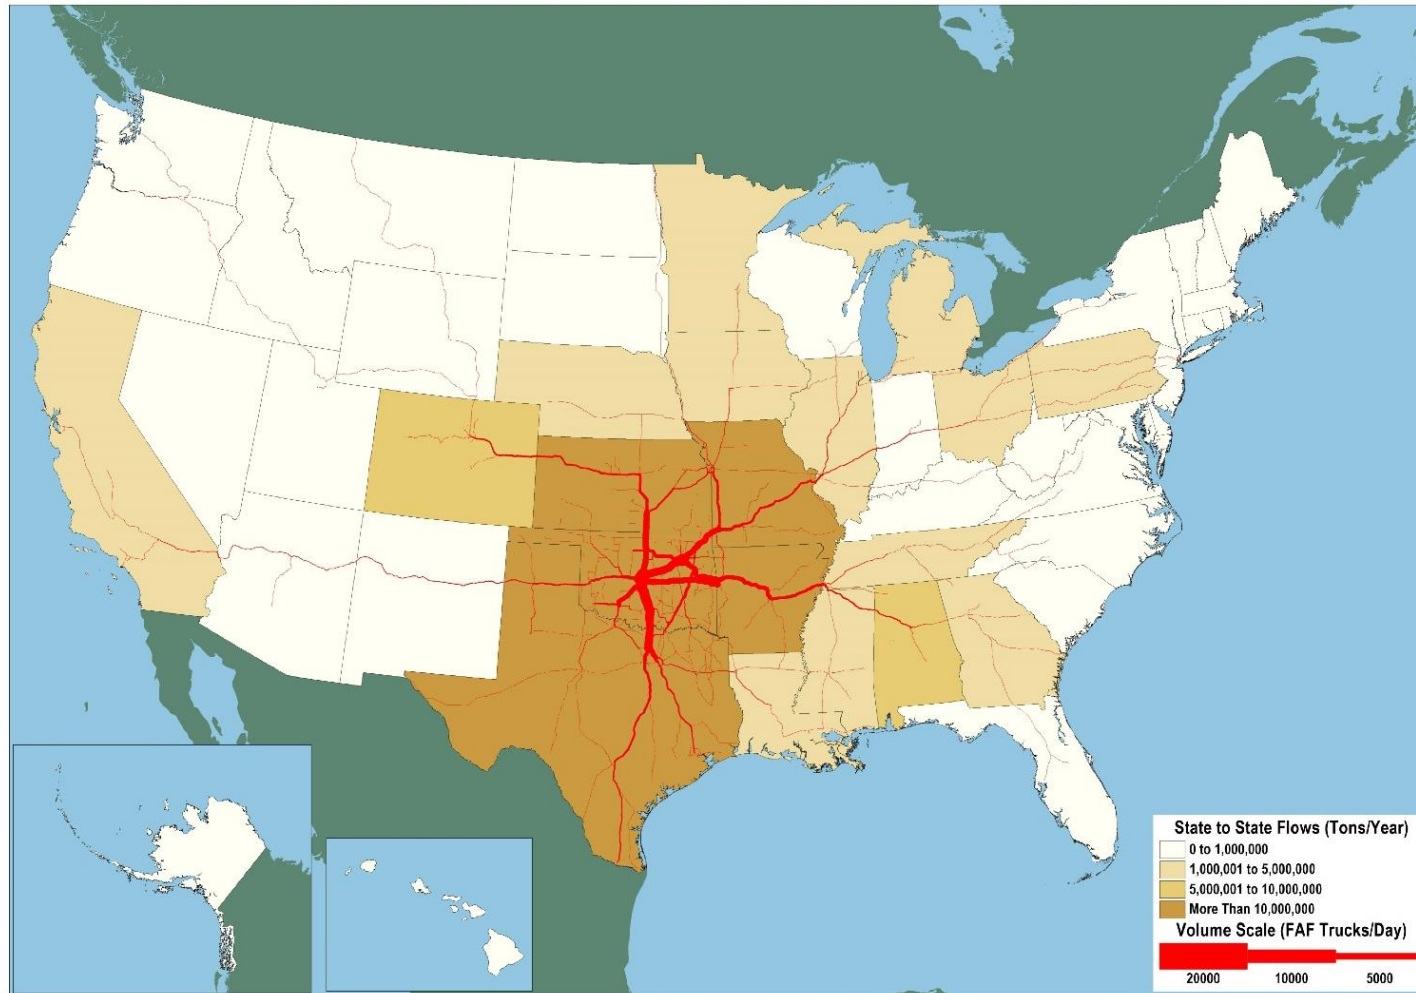 State to State Flows (Tons/Year)
0 to 1,000,000
1,000,001 to 5,000,000
5,000,001 to 10,000,000
More Than 10,000,000
Volume Scale (FAF Trucks/Day)
20000 10000 5000